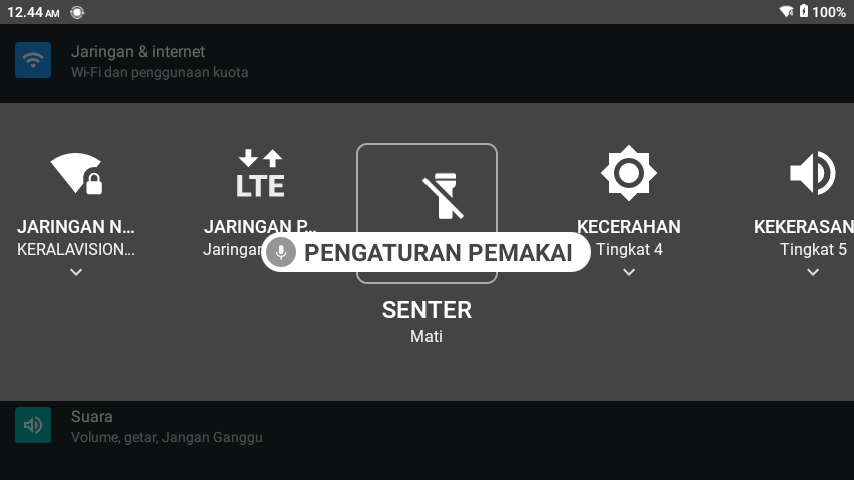 12.44 AM
100%
Jaringan & internet
Wi-Fi dan penggunaan kuota
LTE
JARINGAN N...
KERALAVISION...
JARINGAN P...
Jaringan
KECERAHAN
Tingkat 4
KEKERASAN
Tingkat 5
PENGATURAN PEMAKAI
SENTER
Mati
Suara
Volume, getar, Jangan Ganggu